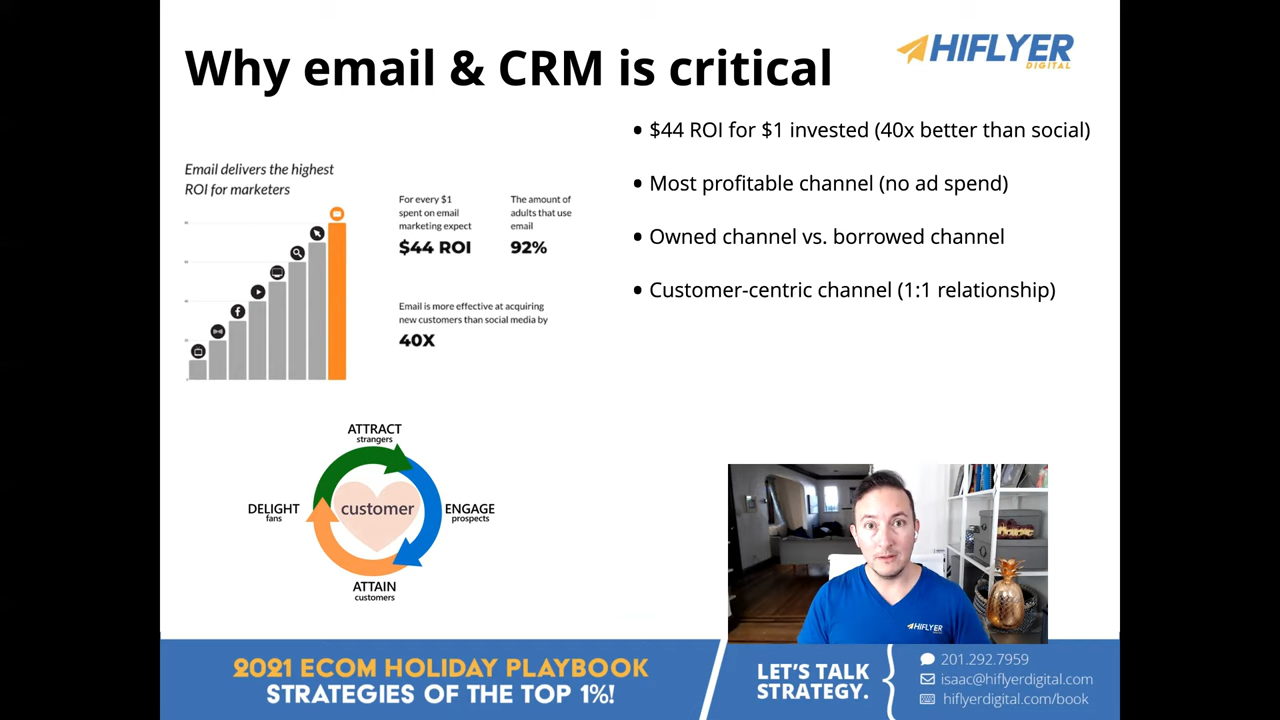 Why email & CRM is critical
HIFLYER
DIGITAL
• $44 ROI for $1 invested (40x better than social)
• Most profitable channel (no ad spend)
• Owned channel vs. borrowed channel
• Customer-centric channel (1:1 relationship)
Email delivers the highest
ROI for marketers
For every $1
spent on email
marketing expect
$44 ROI
The amount of
adults that use
email
92%
Email is more effective at acquiring
new customers than social media by
40X
ATTRACT
strangers
DELIGHT
fans
customer
ENGAGE
prospects
ATTAIN
customers
HIFLYER
2021 ECOM HOLIDAY PLAYBOOK
STRATEGIES OF THE TOP 1%!
LET'S TALK
STRATEGY.
201.292.7959
isaac@hiflyerdigital.com
hiflyerdigital.com/book